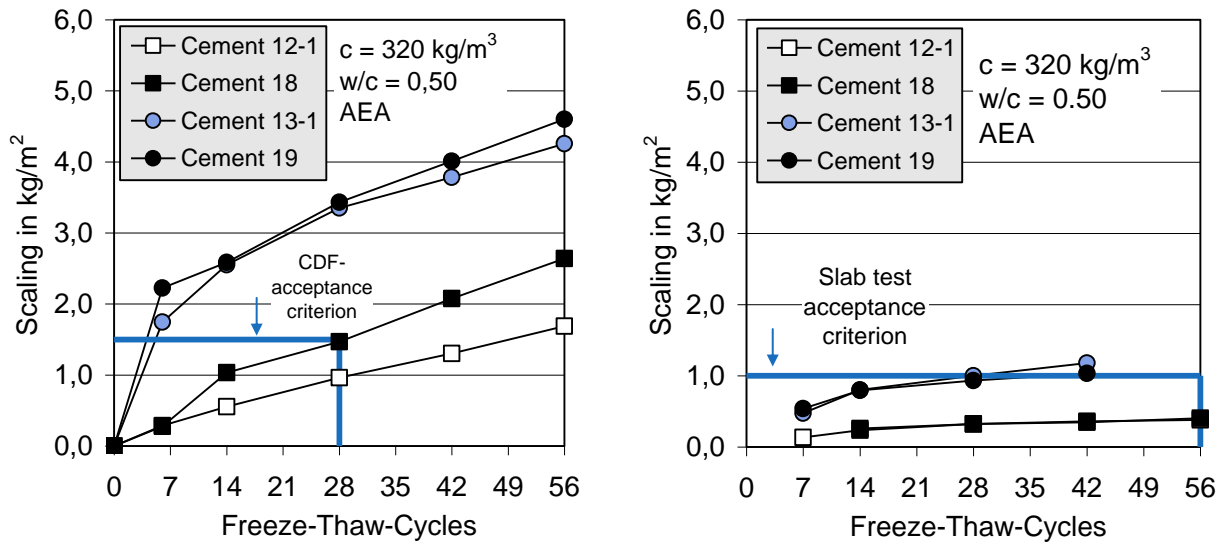 Scaling in kg/m²
6,0
5,0
4,0
3,0
2,0
1,0
0,0
Cement 12-1
Cement 18
Cement 13-1
Cement 19
c = 320 kg/m³
w/c = 0,50
AEA
CDF-
acceptance
criterion
0 7 14 21 28 35 42 49 56
Freeze-Thaw-Cycles
Scaling in kg/m²
6,0
5,0
4,0
3,0
2,0
1,0
0,0
Cement 12-1
Cement 18
Cement 13-1
Cement 19
c = 320 kg/m³
w/c = 0.50
AEA
Slab test
acceptance
criterion
0 7 14 21 28 35 42 49 56
Freeze-Thaw-Cycles